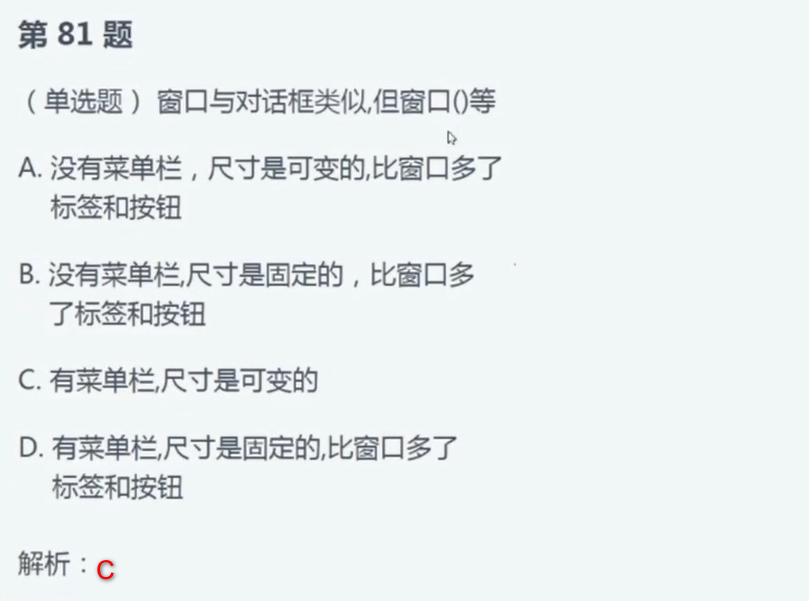 第 81 题
（单选题） 窗口与对话框类似,但窗口()等
A. 没有菜单栏，尺寸是可变的,比窗口多了
标签和按钮
B. 没有菜单栏,尺寸是固定的，比窗口多
了标签和按钮
C. 有菜单栏,尺寸是可变的
D. 有菜单栏,尺寸是固定的,比窗口多了
标签和按钮
解析：C